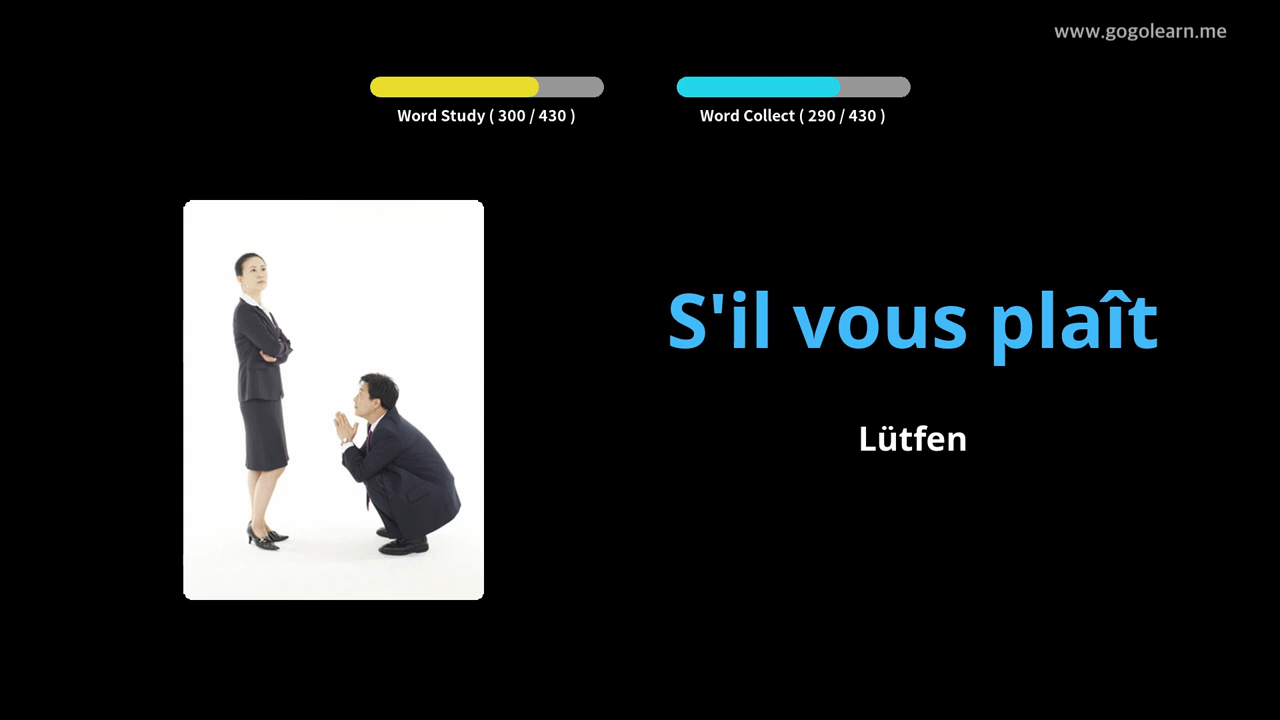 www.gogolearn.me
Word Study ( 300 / 430 )
Word Collect ( 290 / 430 )
S'il vous plaît
Lütfen